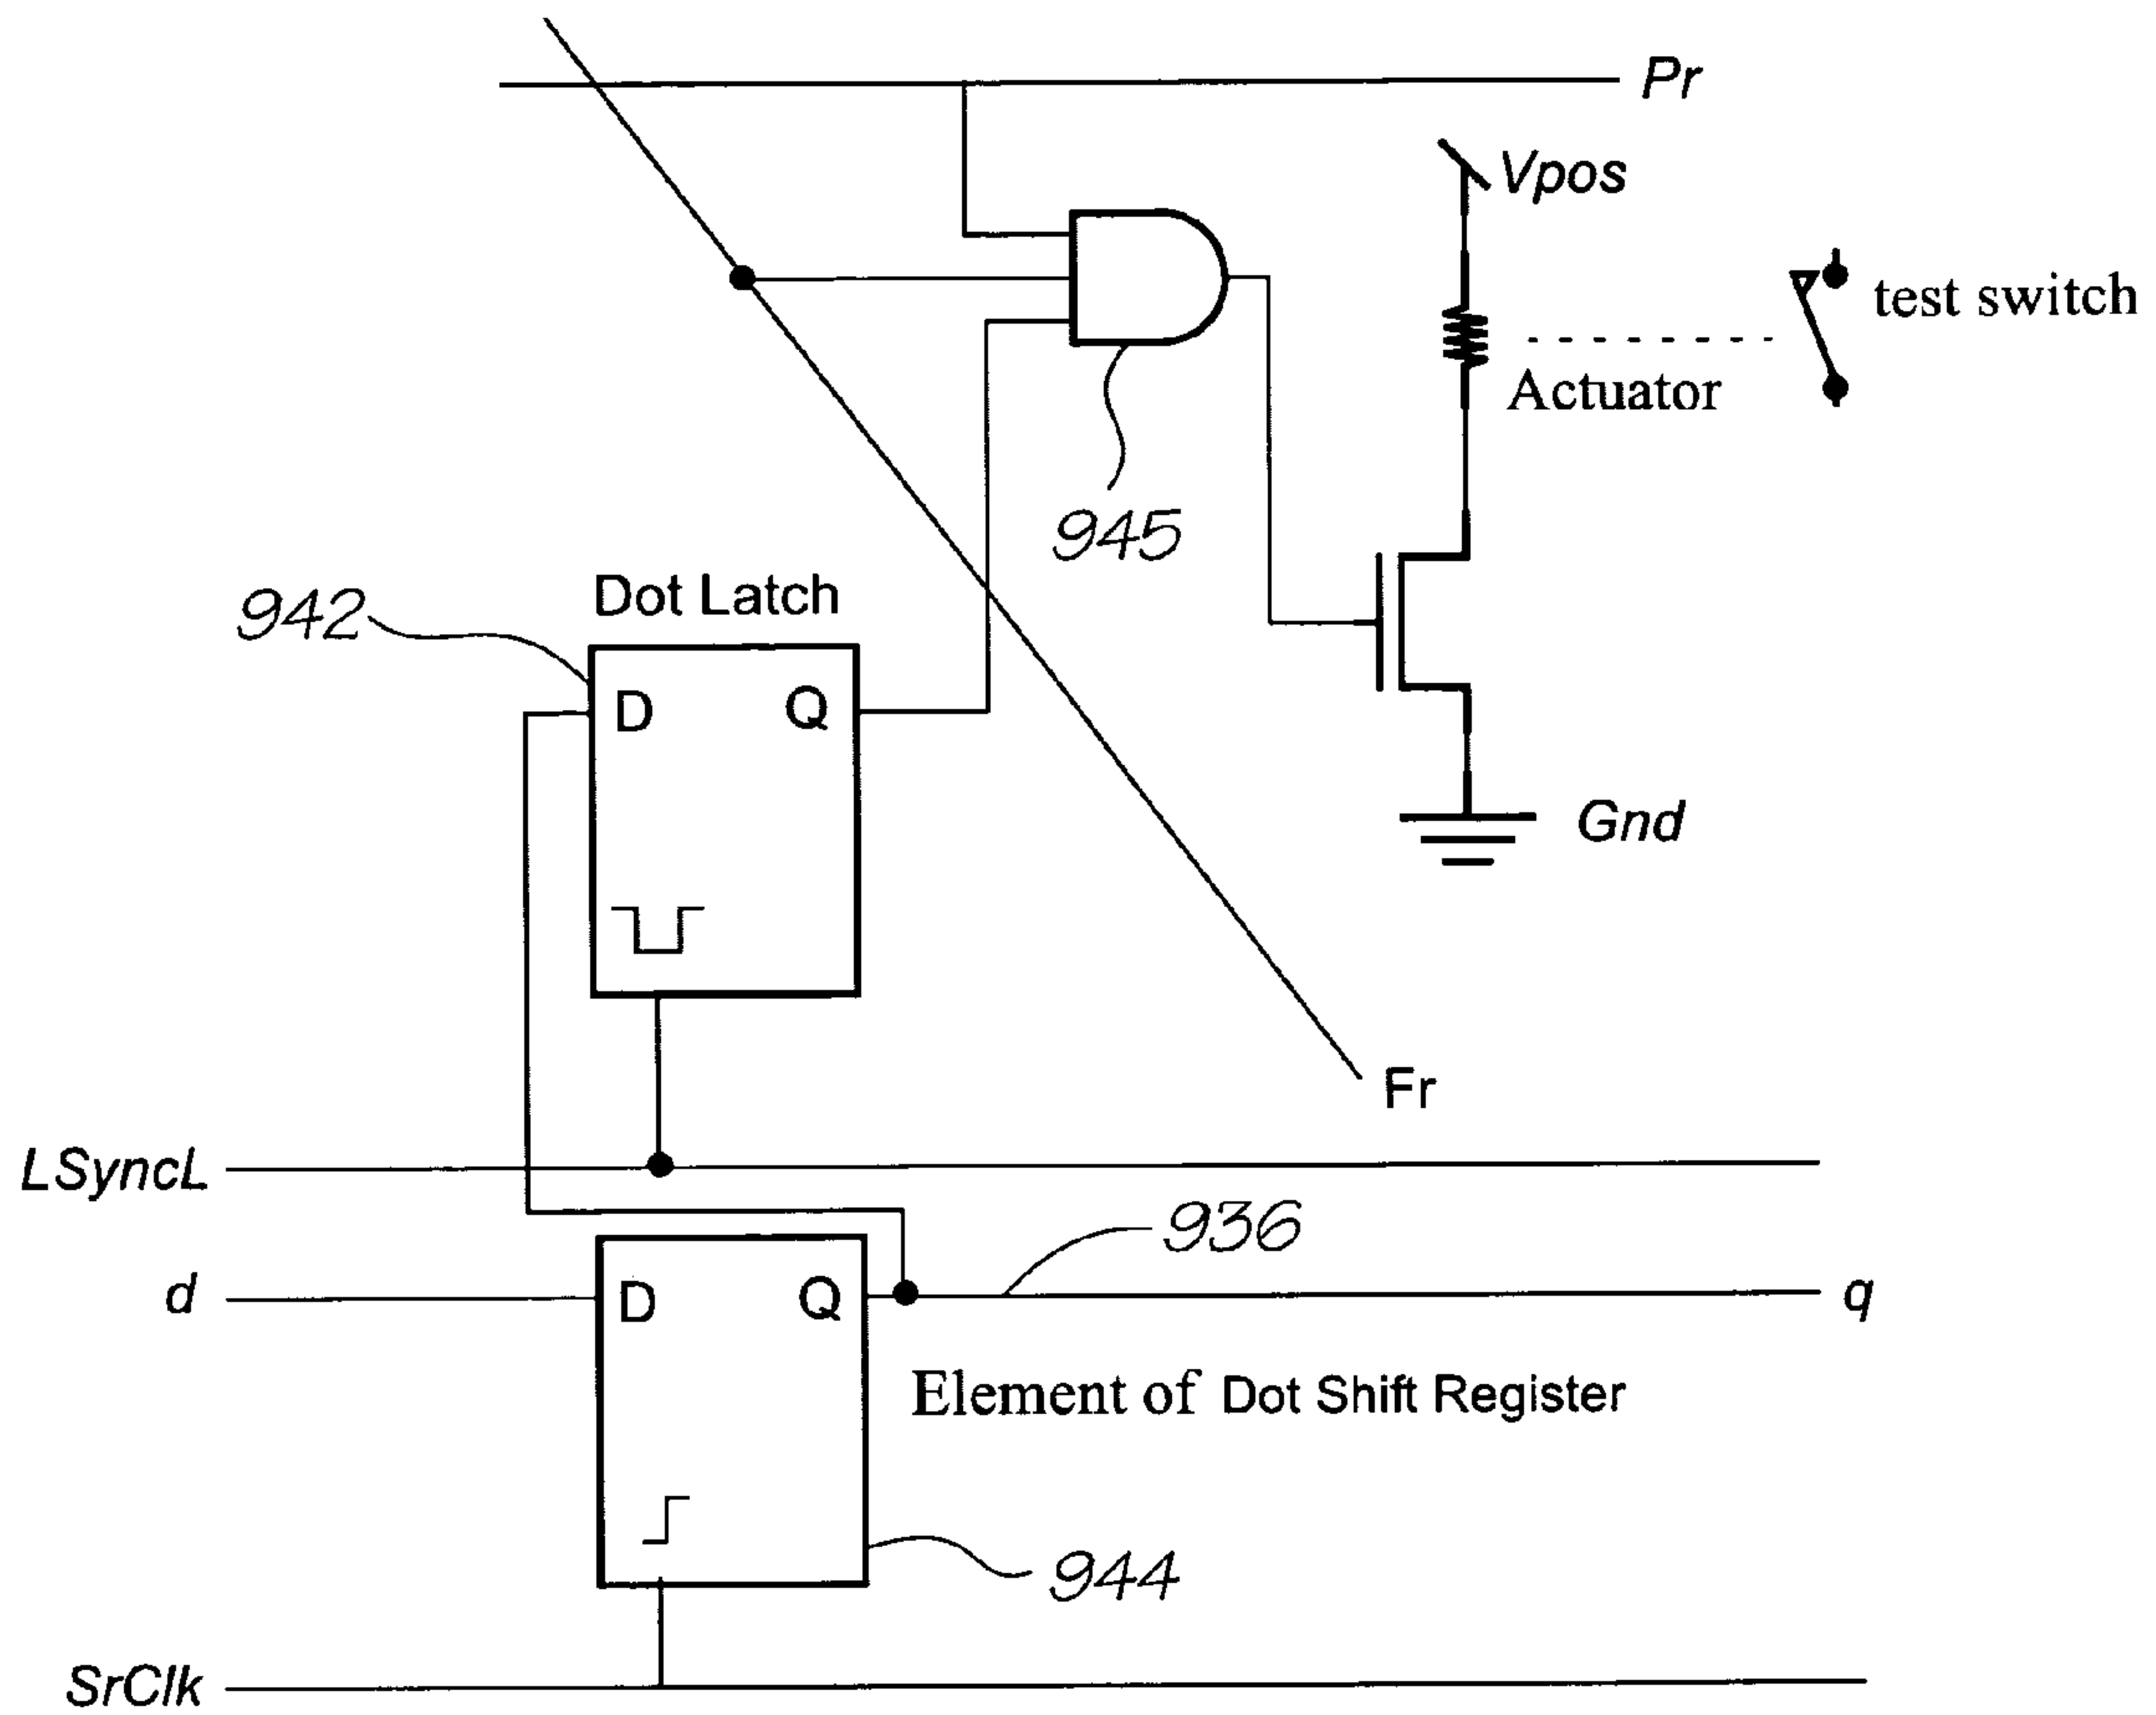 Pr
Vpos
test switch
Actuator
945
Dot Latch
942
D Q
Gnd
Fr
LSyncL
936
d D Q q
Element of Dot Shift Register
944
SrClk